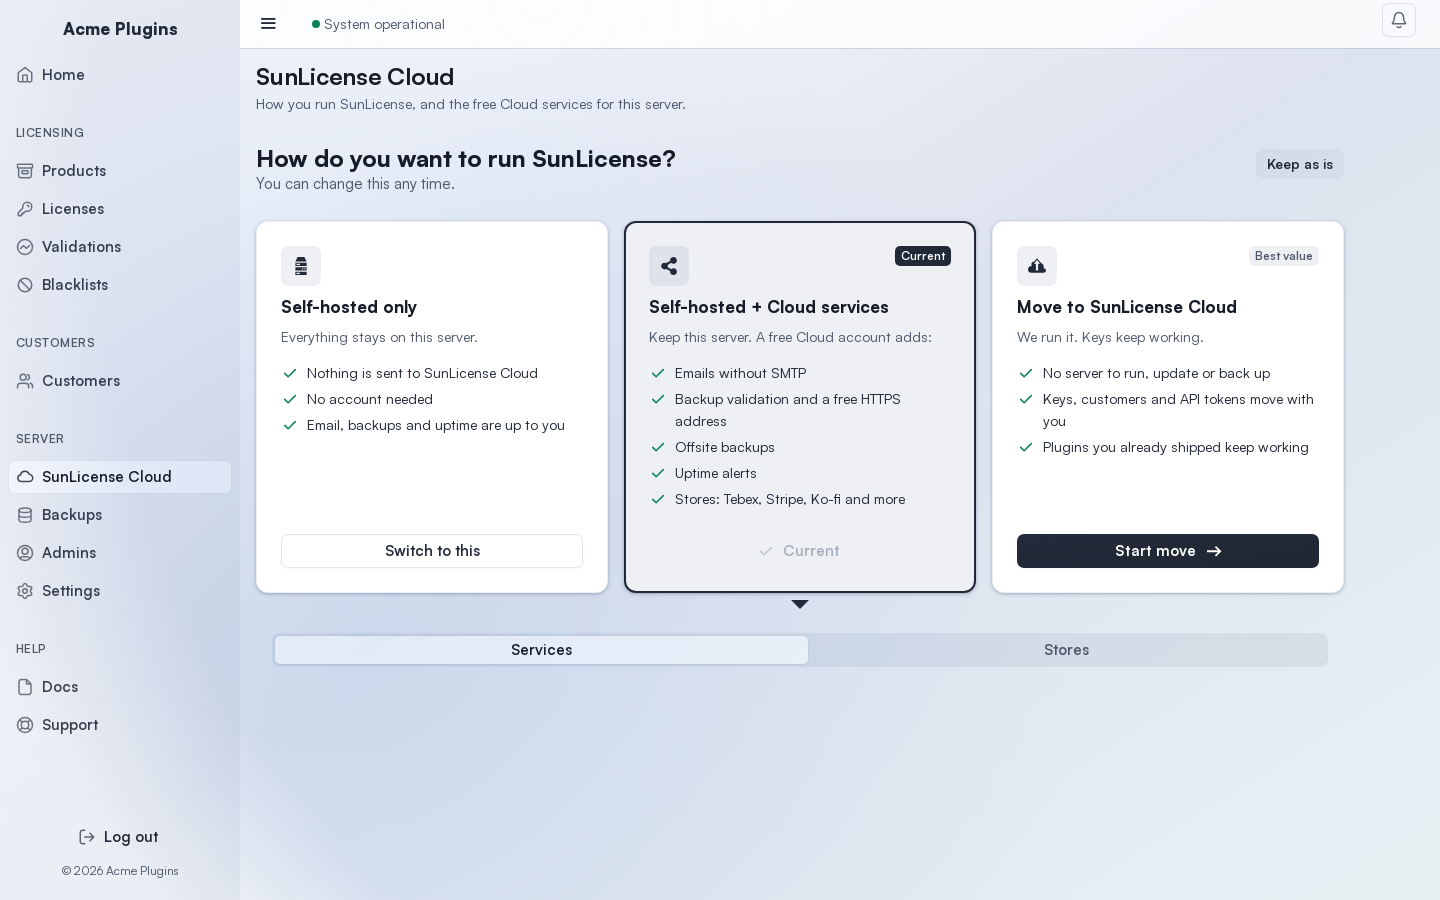 Acme Plugins
Home
LICENSING
Products
Licenses
Validations
Blacklists
CUSTOMERS
Customers
SERVER
SunLicense Cloud
Backups
Admins
Settings
HELP
Docs
Support
Log out
© 2026 Acme Plugins
System operational
SunLicense Cloud
How you run SunLicense, and the free Cloud services for this server.
How do you want to run SunLicense?
You can change this any time.
Keep as is
Self-hosted only
Everything stays on this server.
Nothing is sent to SunLicense Cloud
No account needed
Email, backups and uptime are up to you
Switch to this
Current
Self-hosted + Cloud services
Keep this server. A free Cloud account adds:
Emails without SMTP
Backup validation and a free HTTPS
address
Offsite backups
Uptime alerts
Stores: Tebex, Stripe, Ko-fi and more
Current
Best value
Move to SunLicense Cloud
We run it. Keys keep working.
No server to run, update or back up
Keys, customers and API tokens move with
you
Plugins you already shipped keep working
Start move
Services
Stores